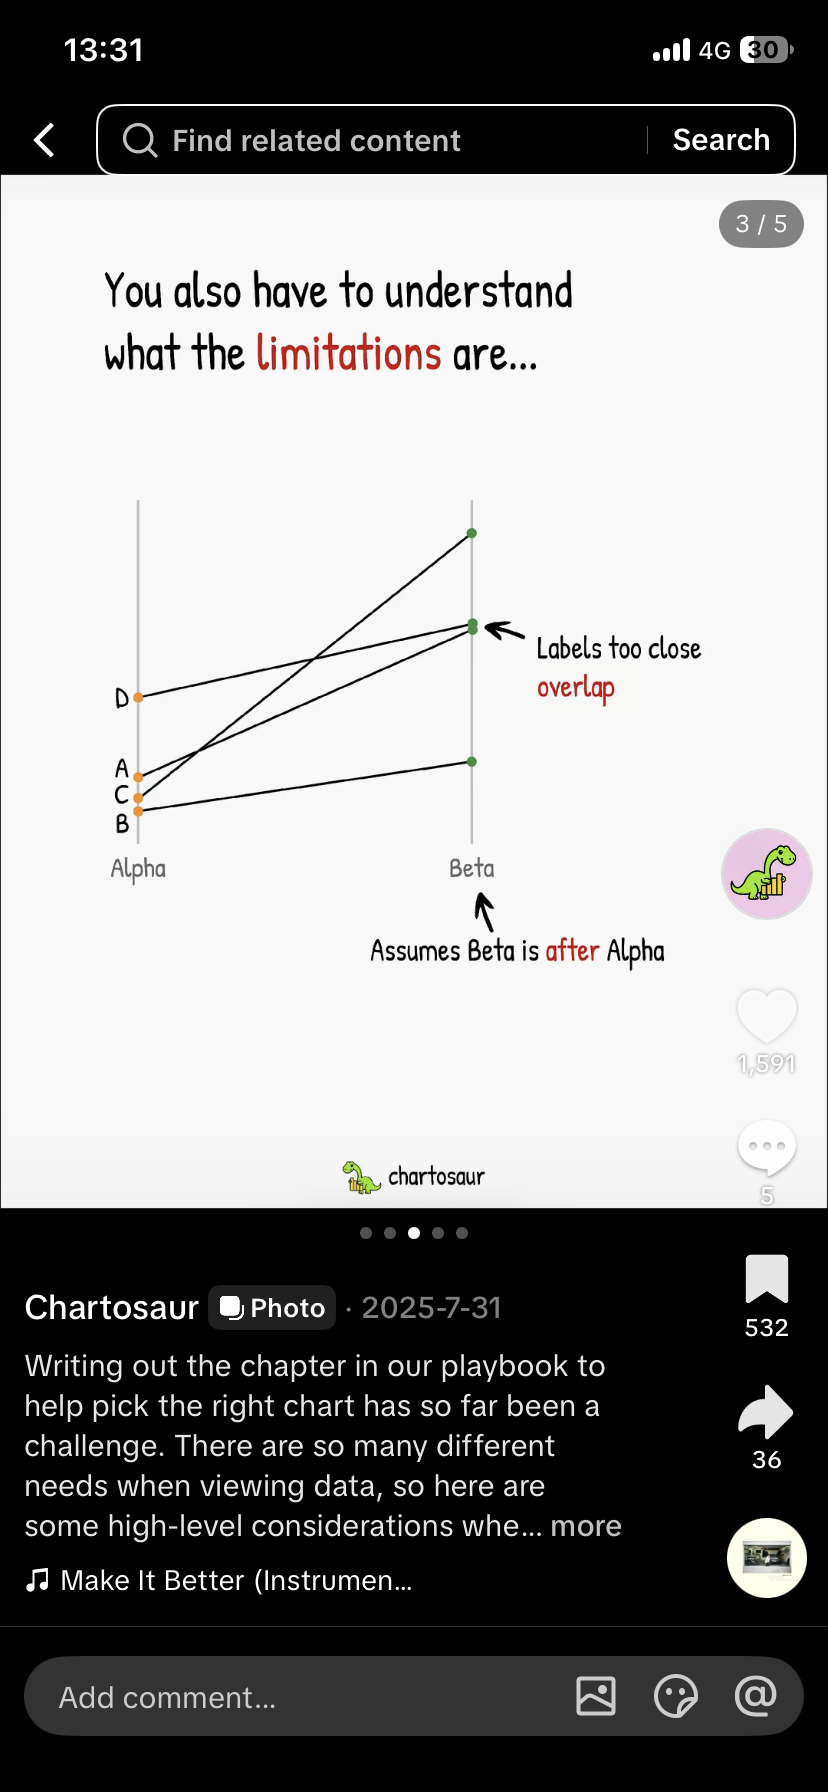 13:31
4G 30
Find related content
Search
3 / 5
You also have to understand
what the limitations are...
Labels too close
overlap
D
A
C
B
Alpha
Beta
Assumes Beta is after Alpha
1,591
chartosaur
5
Chartosaur Photo · 2025-7-31
532
Writing out the chapter in our playbook to
help pick the right chart has so far been a
challenge. There are so many different
needs when viewing data, so here are
some high-level considerations whe... more
36
Make It Better (Instrumen...
Add comment...